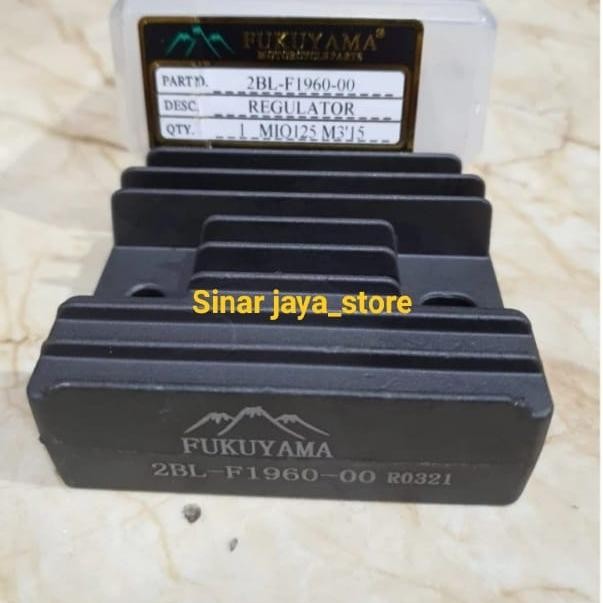 FUKUYAMA
MOTORCYCLE PARTS
PART NO. 2BL-F1960-00
DESC. REGULATOR
QTY. 1 MIO125 M3'15
Sinar jaya_store
FUKUYAMA
2BL-F1960-00 R0321